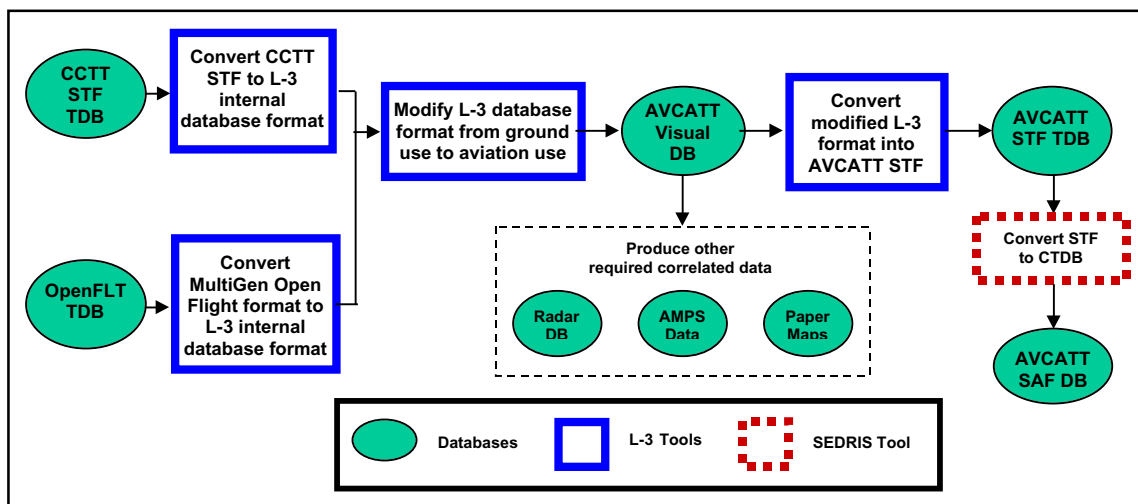 CCTT
STF
TDB
Convert CCTT
STF to L-3
internal
database format
Modify L-3 database
format from ground
use to aviation use
AVCATT
Visual
DB
Convert
modified L-3
format into
AVCATT STF
AVCATT
STF TDB
OpenFLT
TDB
Convert
MultiGen Open
Flight format to
L-3 internal
database format
Produce other
required correlated data
Radar
DB
AMPS
Data
Paper
Maps
Convert STF
to CTDB
AVCATT
SAF DB
Databases
L-3 Tools
SEDRIS Tool